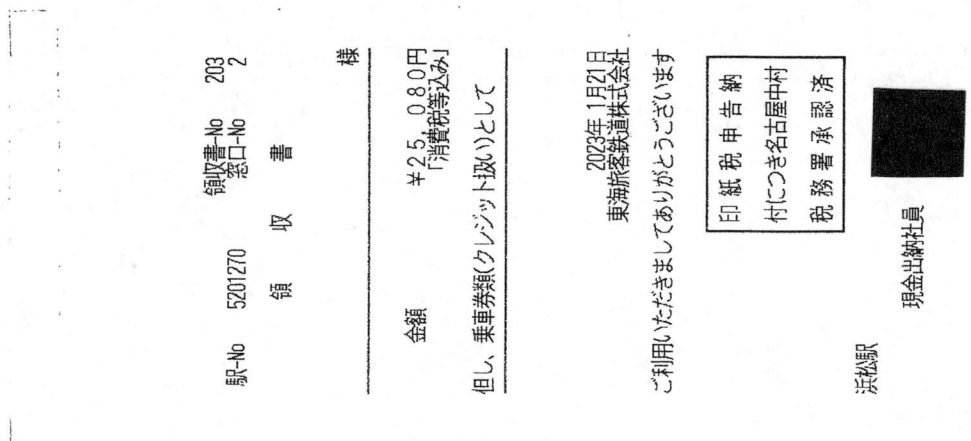 領収書-No 203
駅-No 5201270 窓口-No 2
領 収 書
様
金額 ¥25,080円
「消費税等込み」
但し、乗車券類(クレジット扱い)として
2023年 1月21日
東海旅客鉄道株式会社
ご利用いただきましてありがとうございます
印紙税申告納
付につき名古屋中村
税務署承認済
浜松駅
現金出納社員